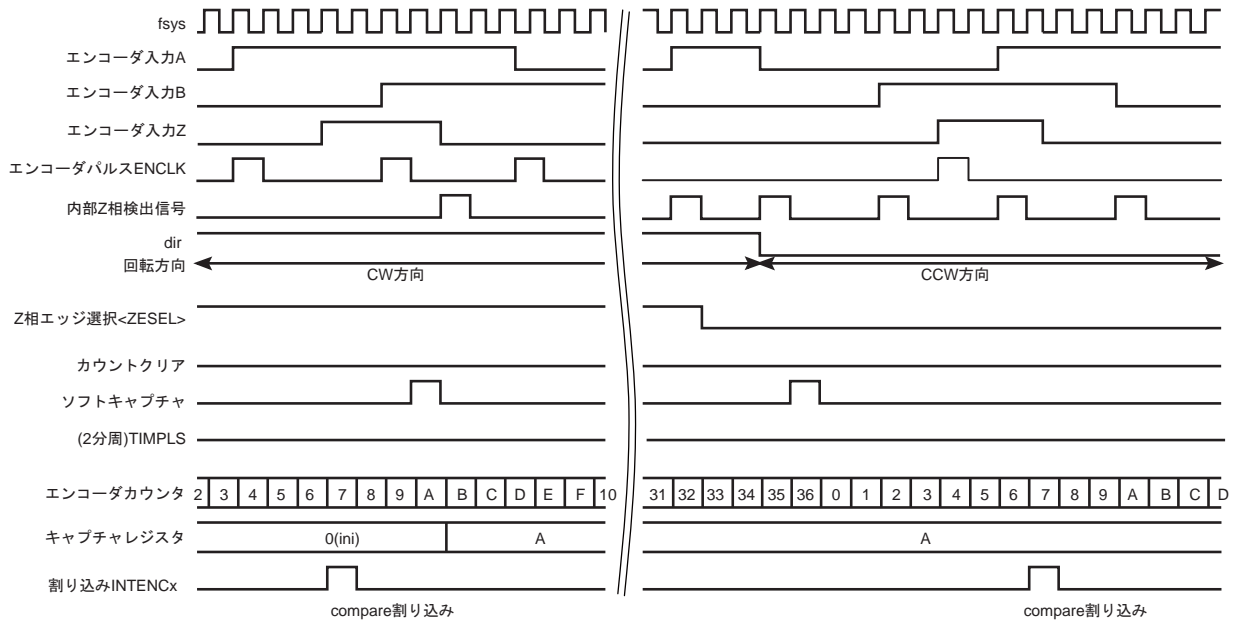 fsys
エンコーダ入力A
エンコーダ入力B
エンコーダ入力Z
エンコーダパルスENCLK
内部Z相検出信号
dir
回転方向
CW方向
CCW方向
Z相エッジ選択<ZESEL>
カウントクリア
ソフトキャプチャ
(2分周)TIMPLS
エンコーダカウンタ 2 3 4 5 6 7 8 9 A B C D E F 10 31 32 33 34 35 36 0 1 2 3 4 5 6 7 8 9 A B C D
キャプチャレジスタ 0(ini) A A
割り込みINTENCx
compare割り込み compare割り込み